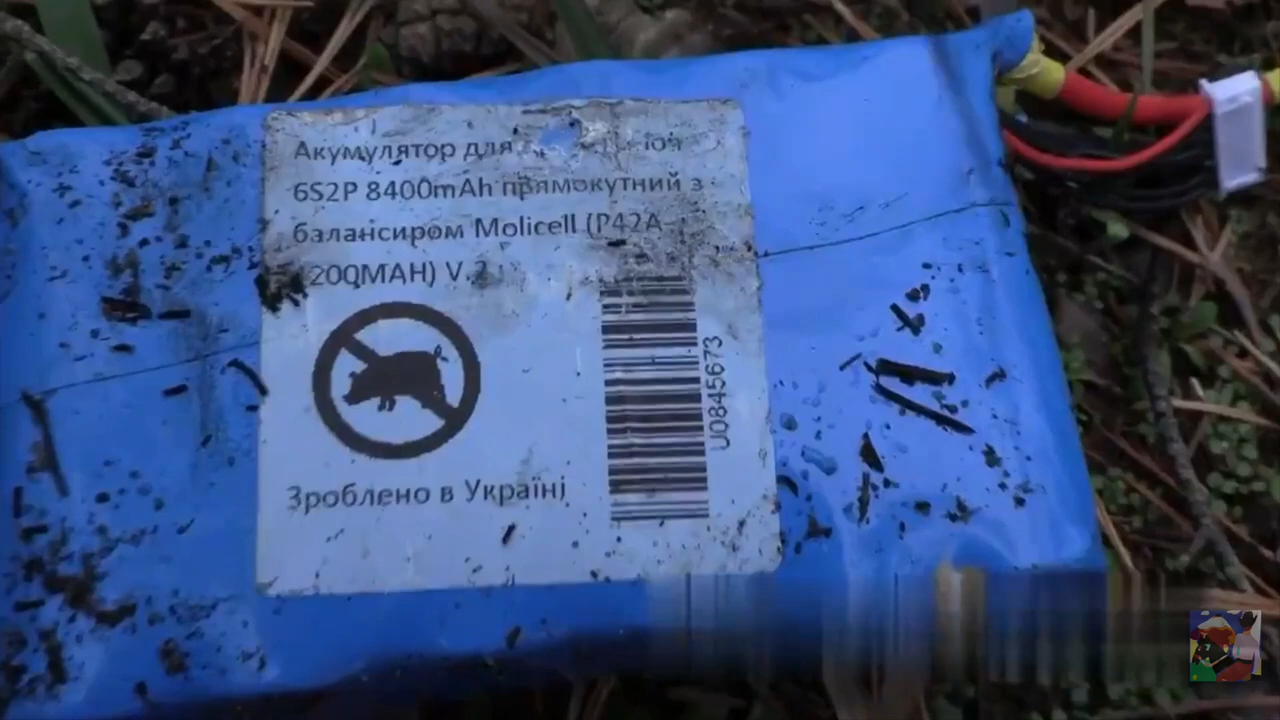 Акумулятор для
6S2P 8400mAh прямокутний з
балансиром Molicell (P42A-
200MAH) V.2
U0845673
Зроблено в Україні